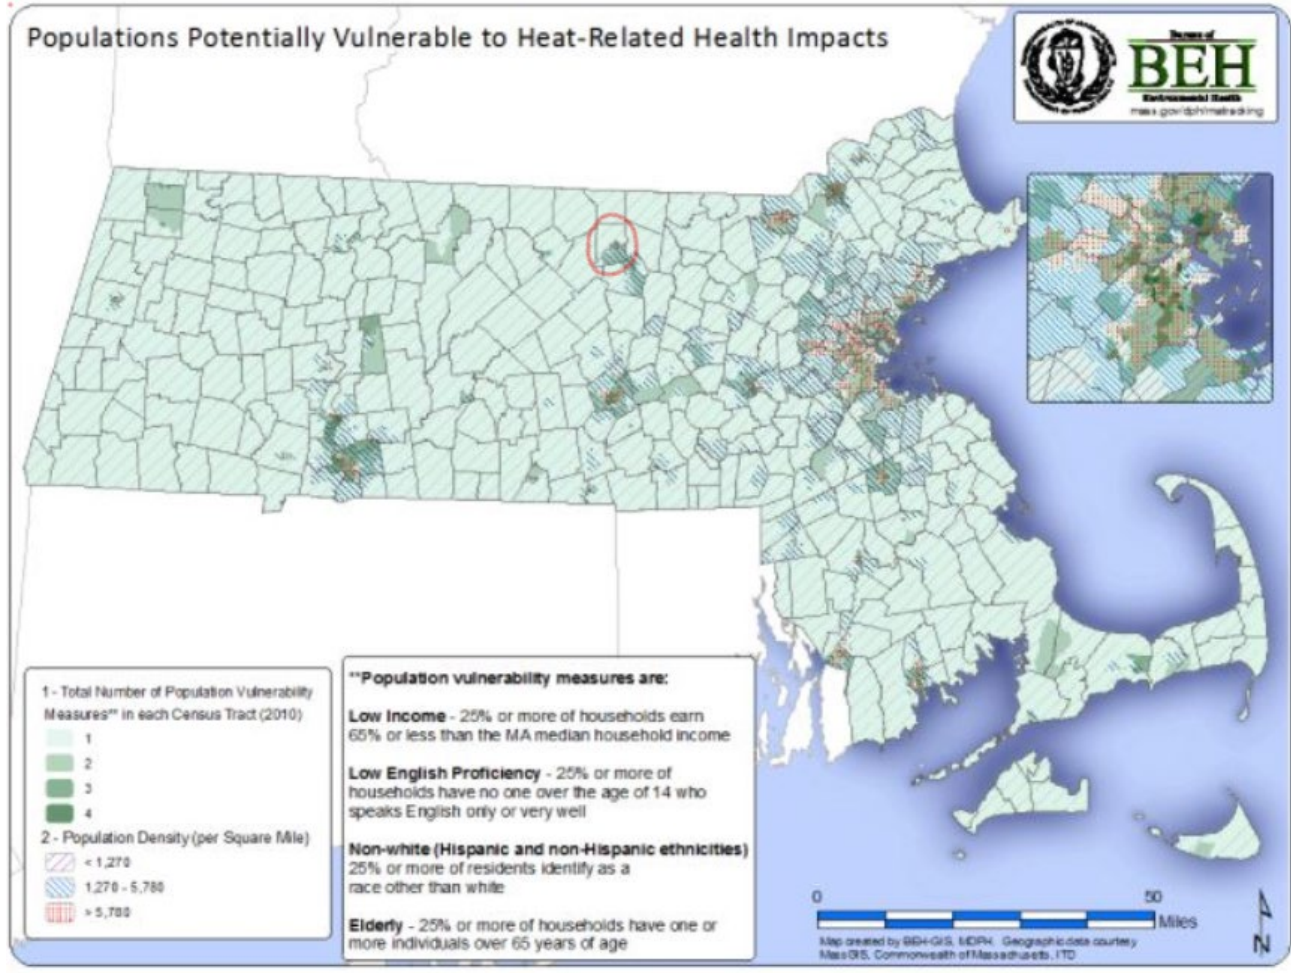 Populations Potentially Vulnerable to Heat-Related Health Impacts
Bureau of
BEH
Environmental Health
mass.gov/dph/matracking
1 - Total Number of Population Vulnerability
Measures** in each Census Tract (2010)
1
2
3
4
2 - Population Density (per Square Mile)
< 1,270
1,270 - 5,780
> 5,780
**Population vulnerability measures are:
Low Income - 25% or more of households earn
65% or less than the MA median household income
Low English Proficiency - 25% or more of
households have no one over the age of 14 who
speaks English only or very well
Non-white (Hispanic and non-Hispanic ethnicities)
25% or more of residents identify as a
race other than white
Elderly - 25% or more of households have one or
more individuals over 65 years of age
0 50
Miles
N
Map created by BEH-GIS, MDPH. Geographic data courtesy
MassGIS, Commonwealth of Massachusetts, ITD